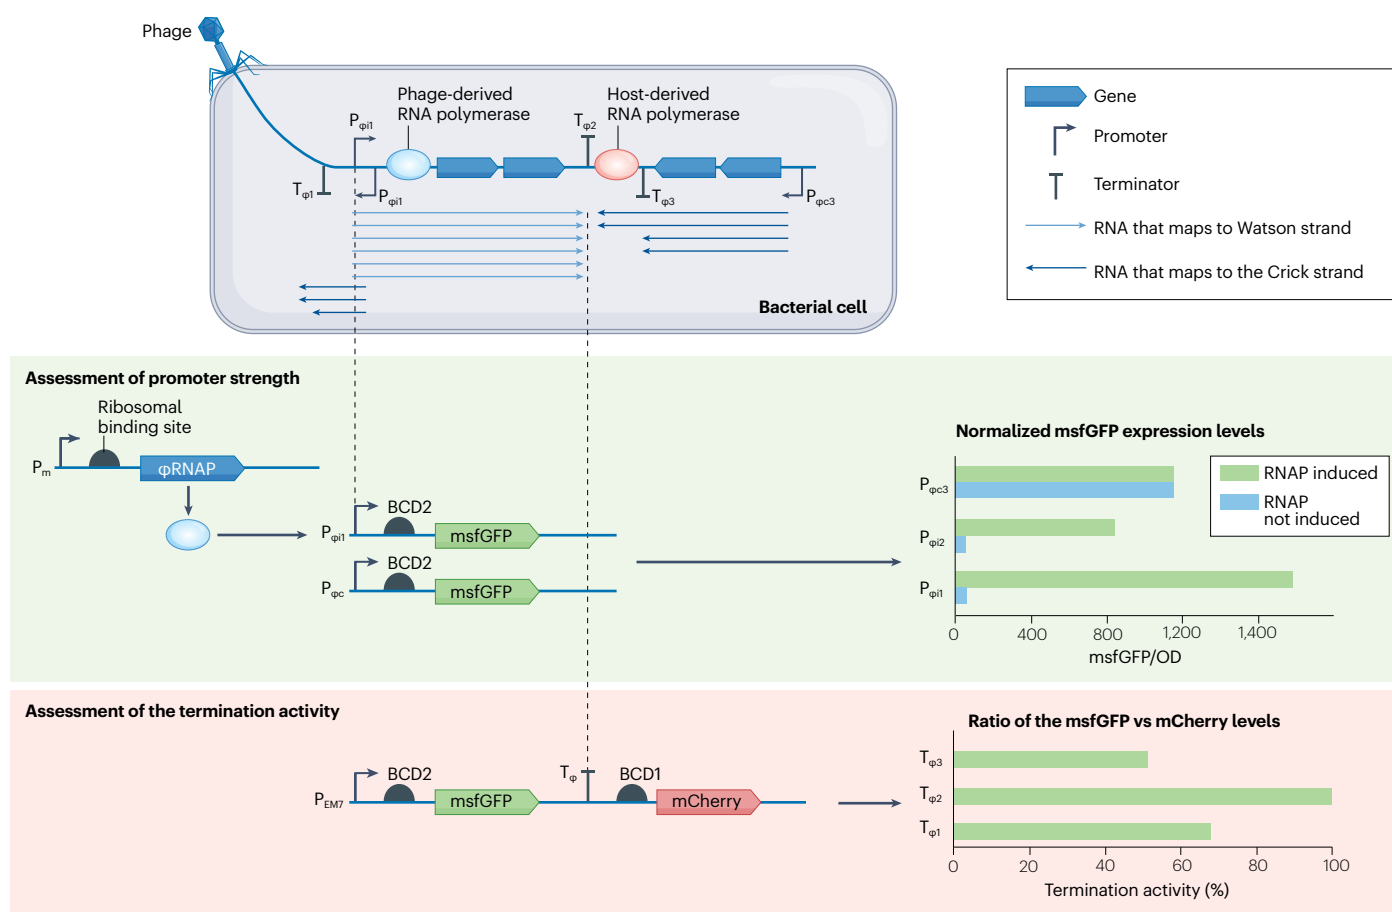 Phage
Phage-derived
RNA polymerase
Host-derived
RNA polymerase
Pφi1
Tφ2
Tφ1
Pφi1
Tφ3
Pφc3
Bacterial cell
Gene
Promoter
Terminator
RNA that maps to Watson strand
RNA that maps to the Crick strand
Assessment of promoter strength
Ribosomal
binding site
Pm
φRNAP
Pφi1
BCD2
msfGFP
Pφc
BCD2
msfGFP
Normalized msfGFP expression levels
RNAP induced
RNAP
not induced
Pφc3
Pφi2
Pφi1
0 400 800 1,200 1,400
msfGFP/OD
Assessment of the termination activity
PEM7
BCD2
msfGFP
Tφ
BCD1
mCherry
Ratio of the msfGFP vs mCherry levels
Tφ3
Tφ2
Tφ1
0 20 40 60 80 100
Termination activity (%)